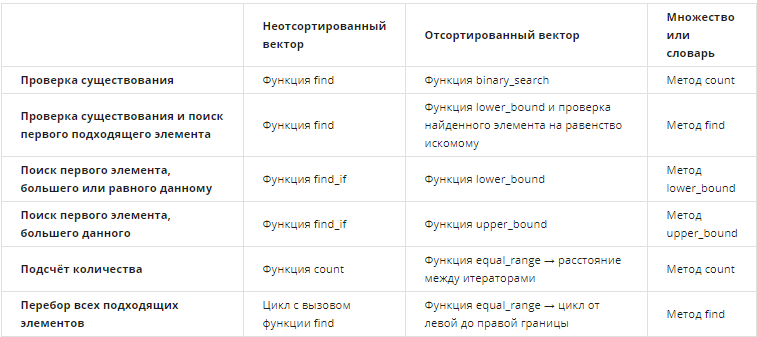 Неотсортированный вектор
Отсортированный вектор
Множество или словарь
Проверка существования
Функция find
Функция binary_search
Метод count
Проверка существования и поиск первого подходящего элемента
Функция find
Функция lower_bound и проверка найденного элемента на равенство искомому
Метод find
Поиск первого элемента, большего или равного данному
Функция find_if
Функция lower_bound
Метод lower_bound
Поиск первого элемента, большего данного
Функция find_if
Функция upper_bound
Метод upper_bound
Подсчёт количества
Функция count
Функция equal_range → расстояние между итераторами
Метод count
Перебор всех подходящих элементов
Цикл с вызовом функции find
Функция equal_range → цикл от левой до правой границы
Метод find